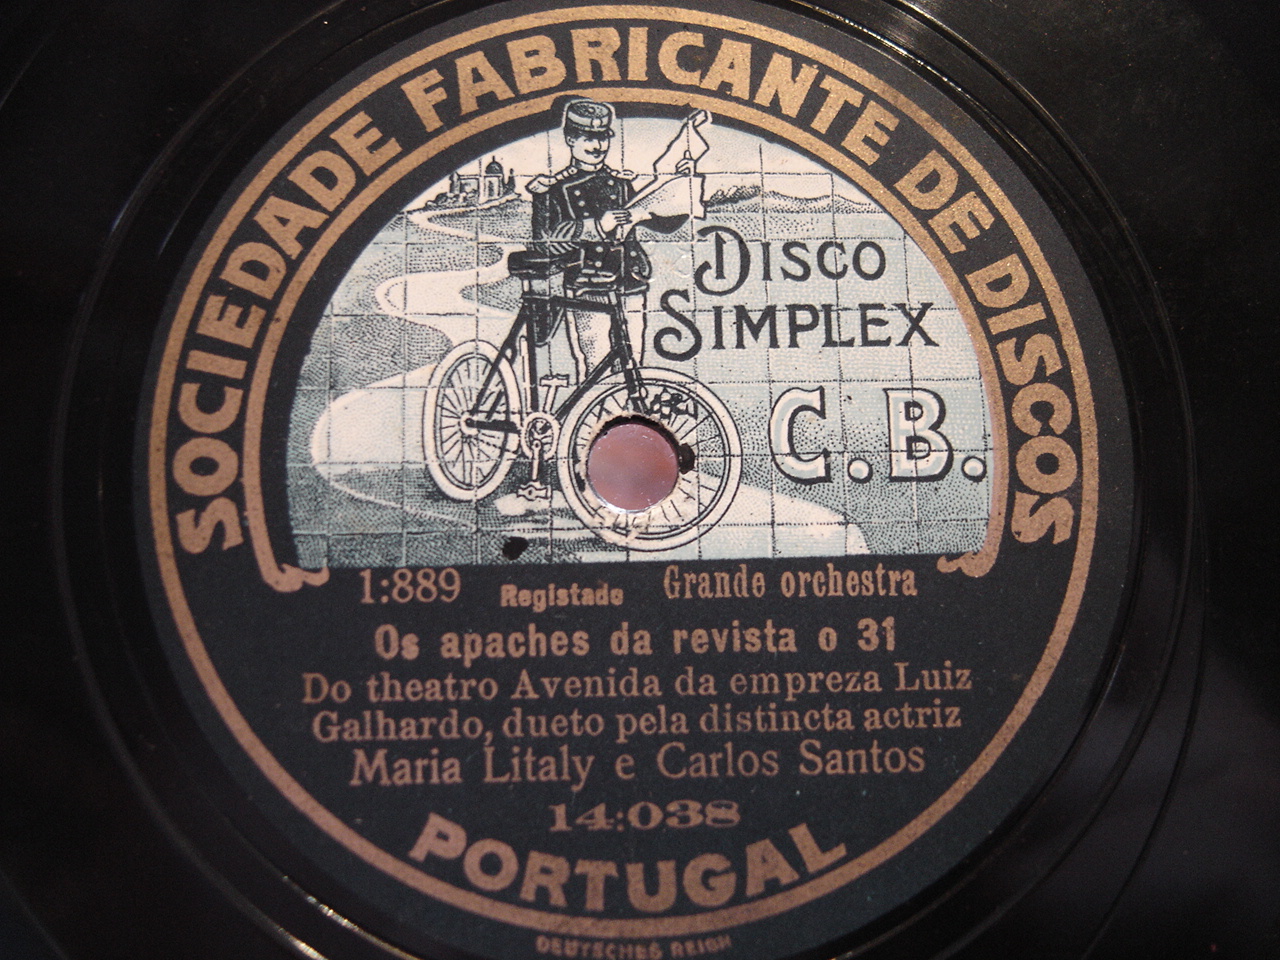 SOCIEDADE FABRICANTE DE DISCOS
DISCO
SIMPLEX
C.B.
1:889 Registado Grande orchestra
Os apaches da revista o 31
Do theatro Avenida da empreza Luiz
Galhardo, dueto pela distincta actriz
Maria Litaly e Carlos Santos
14:038
PORTUGAL
DEUTSCHES REICH